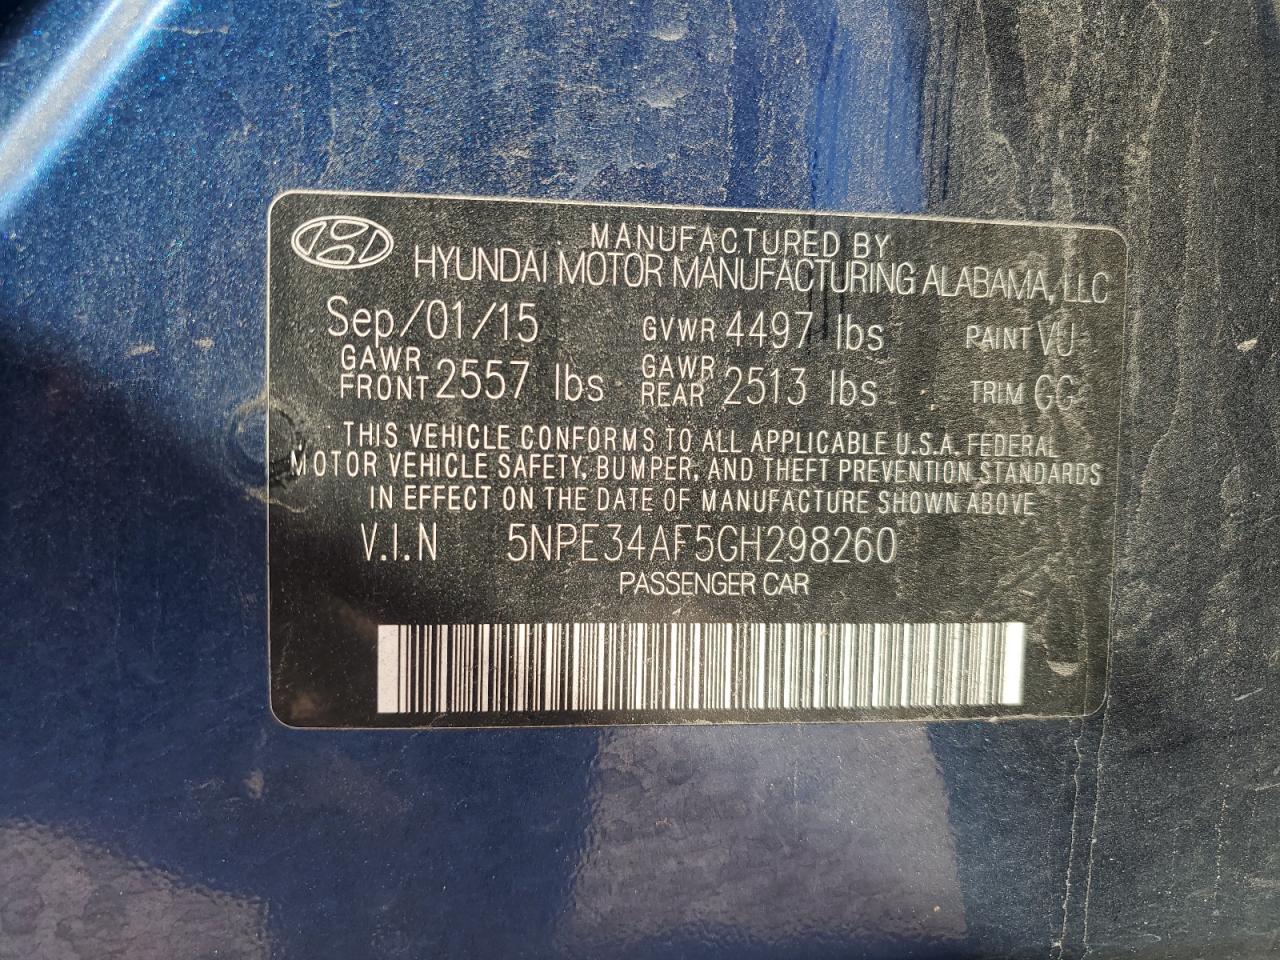 MANUFACTURED BY
HYUNDAI MOTOR MANUFACTURING ALABAMA, LLC
Sep/01/15 GVWR 4497 lbs PAINT VU
GAWR FRONT 2557 lbs GAWR REAR 2513 lbs TRIM GG
THIS VEHICLE CONFORMS TO ALL APPLICABLE U.S.A. FEDERAL
MOTOR VEHICLE SAFETY, BUMPER, AND THEFT PREVENTION STANDARDS
IN EFFECT ON THE DATE OF MANUFACTURE SHOWN ABOVE
V.I.N 5NPE34AF5GH298260
PASSENGER CAR